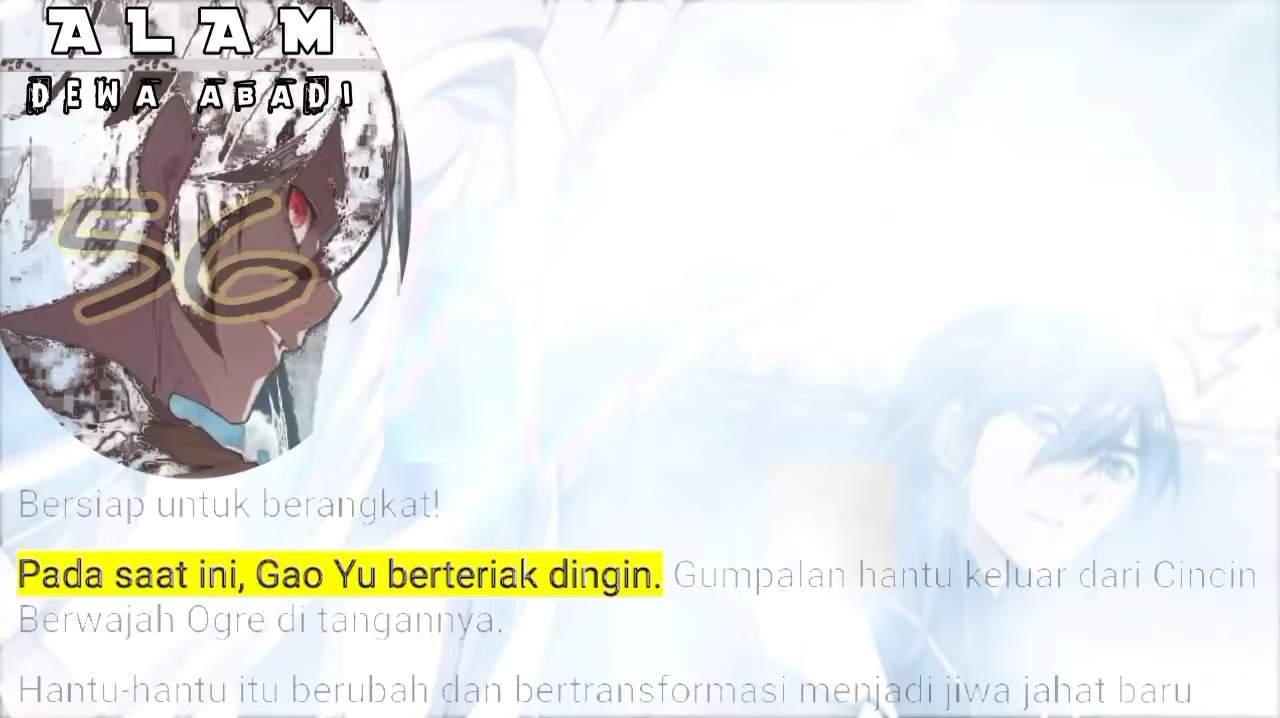 ALAM
DEWA ABADI
56
Bersiap untuk berangkat!
Pada saat ini, Gao Yu berteriak dingin. Gumpalan hantu keluar dari Cincin
Berwajah Ogre di tangannya.
Hantu-hantu itu berubah dan bertransformasi menjadi jiwa jahat baru